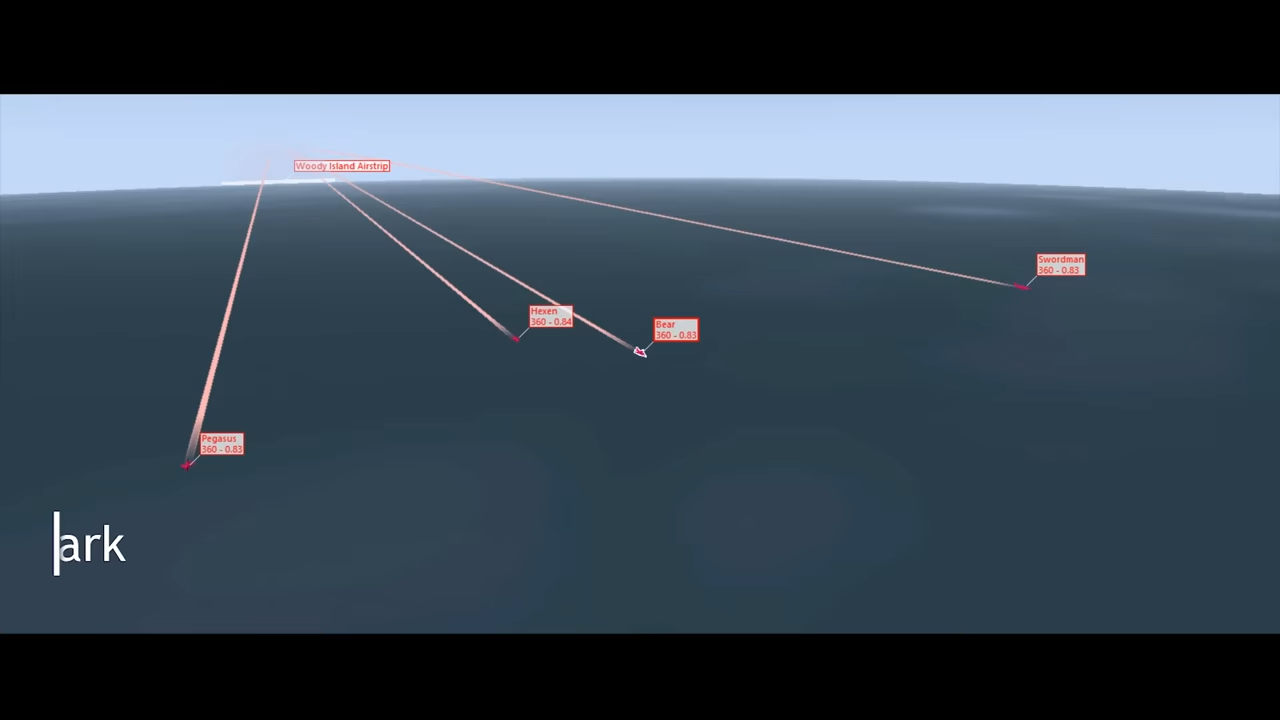 Woody Island Airstrip
Swordman
360 - 0.83
Hexen
360 - 0.84
Bear
360 - 0.83
Pegasus
360 - 0.83
ark